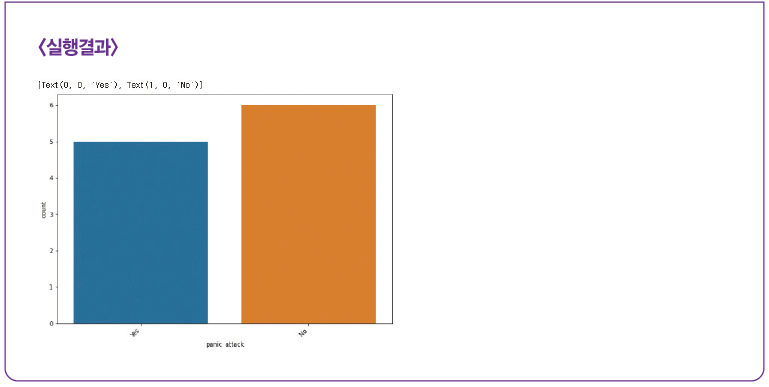 <실행결과>
[Text(0, 0, 'Yes'), Text(1, 0, 'No')]
6
5
4
3
2
1
0
count
Yes
No
panic attack